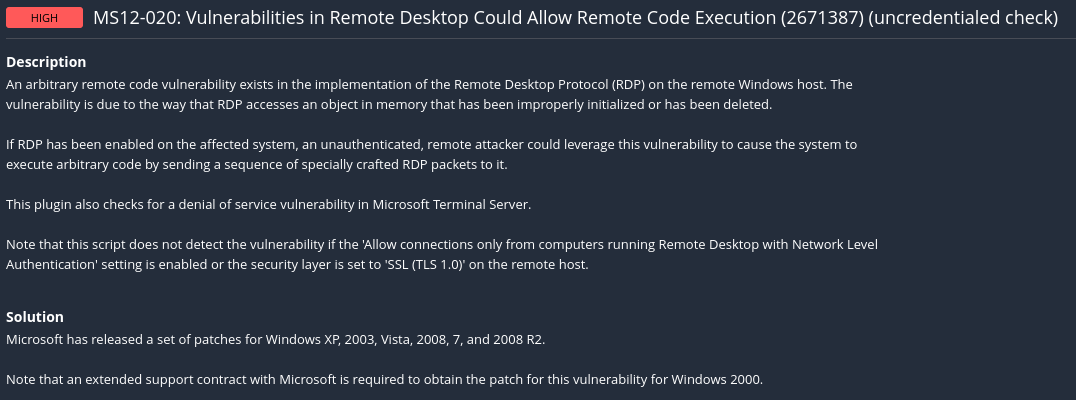 HIGH MS12-020: Vulnerabilities in Remote Desktop Could Allow Remote Code Execution (2671387) (uncredentialed check)
Description
An arbitrary remote code vulnerability exists in the implementation of the Remote Desktop Protocol (RDP) on the remote Windows host. The
vulnerability is due to the way that RDP accesses an object in memory that has been improperly initialized or has been deleted.
If RDP has been enabled on the affected system, an unauthenticated, remote attacker could leverage this vulnerability to cause the system to
execute arbitrary code by sending a sequence of specially crafted RDP packets to it.
This plugin also checks for a denial of service vulnerability in Microsoft Terminal Server.
Note that this script does not detect the vulnerability if the 'Allow connections only from computers running Remote Desktop with Network Level
Authentication' setting is enabled or the security layer is set to 'SSL (TLS 1.0)' on the remote host.
Solution
Microsoft has released a set of patches for Windows XP, 2003, Vista, 2008, 7, and 2008 R2.
Note that an extended support contract with Microsoft is required to obtain the patch for this vulnerability for Windows 2000.